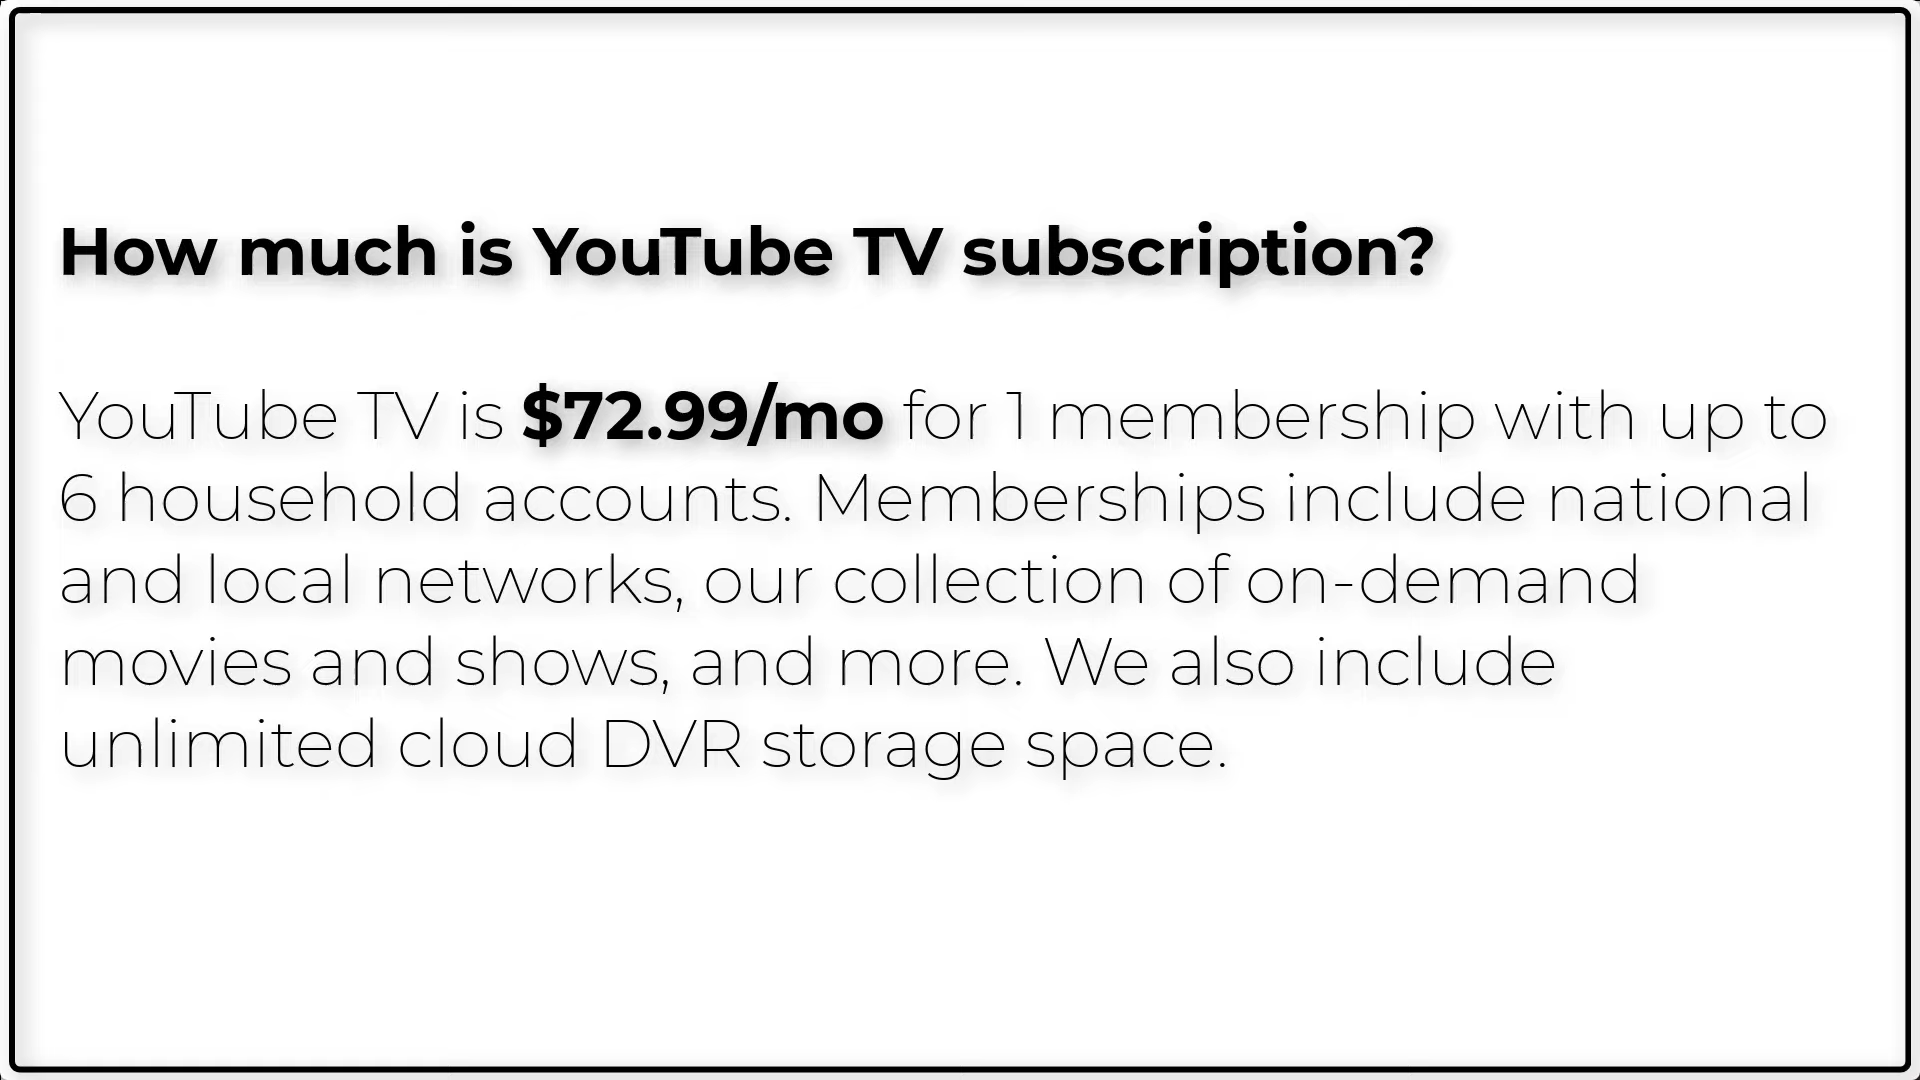 How much is YouTube TV subscription?
YouTube TV is $72.99/mo for 1 membership with up to
6 household accounts. Memberships include national
and local networks, our collection of on-demand
movies and shows, and more. We also include
unlimited cloud DVR storage space.